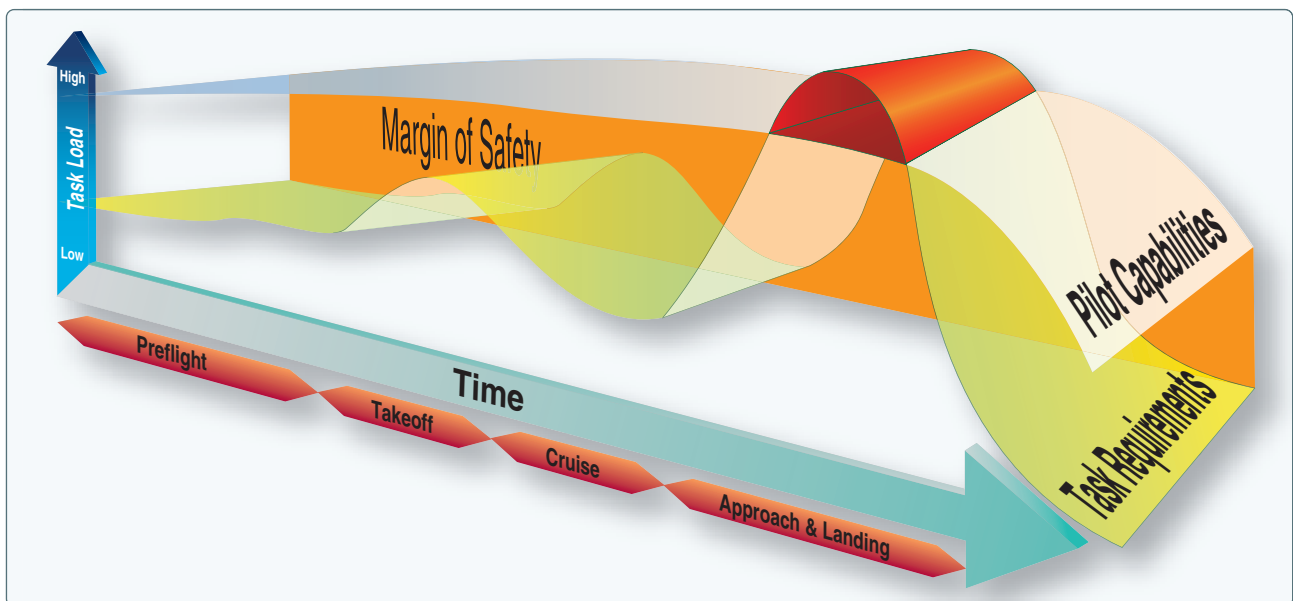 High
Task Load
Low
Margin of Safety
Pilot Capabilities
Task Requirements
Time
Preflight
Takeoff
Cruise
Approach & Landing